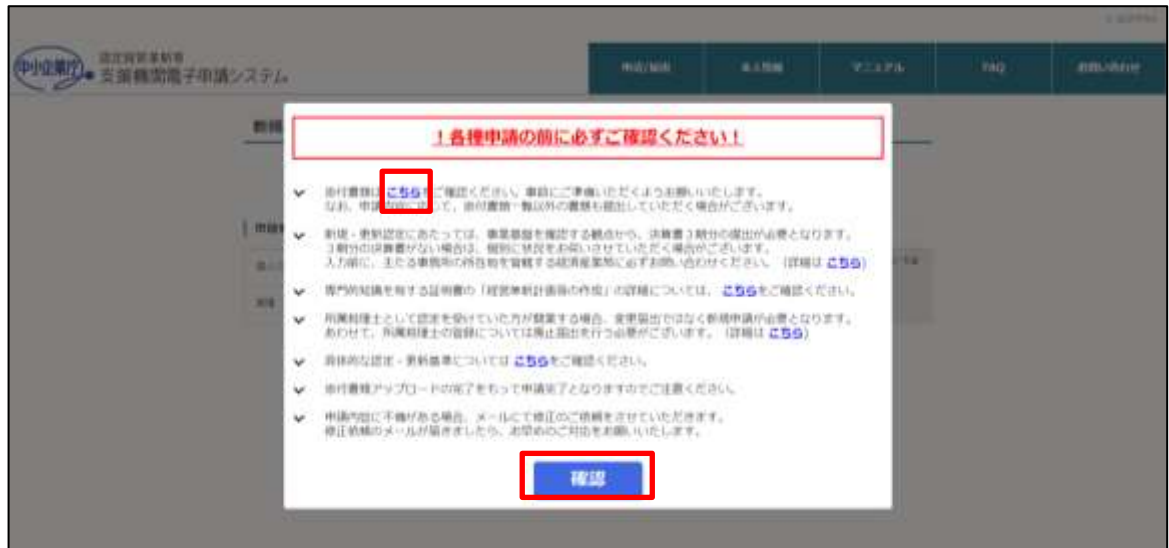 中小企業庁
認定経営革新等
支援機関電子申請システム
申請/届出
マニュアル
FAQ
お問い合わせ
！各種申請の前に必ずご確認ください！
添付書類は こちらをご確認ください。事前にご準備いただくようお願いいたします。
なお、申請内容に応じて、添付書類一覧以外の書類も提出していただく場合がございます。
新規・更新認定にあたっては、事業基盤を確認する観点から、決算書３期分の提出が必要となります。
３期分の決算書がない場合は、個別に状況をお伺いさせていただく場合がございます。
入力前に、主たる事務所の所在地を管轄する経済産業局に必ずお問い合わせください。（詳細は こちら）
専門的知識を有する証明書の「経営革新計画等の作成」の詳細については、 こちらをご確認ください。
所属税理士として認定を受けていた方が開業する場合、変更届出ではなく新規申請が必要となります。
あわせて、所属税理士の登録については廃止届出を行う必要がございます。（詳細は こちら）
具体的な認定・更新基準については こちらをご確認ください。
添付書類アップロードの完了をもって申請完了となりますのでご注意ください。
申請内容に不備がある場合、メールにて修正のご依頼をさせていただきます。
修正依頼のメールが届きましたら、お早めのご対応をお願いいたします。
確認